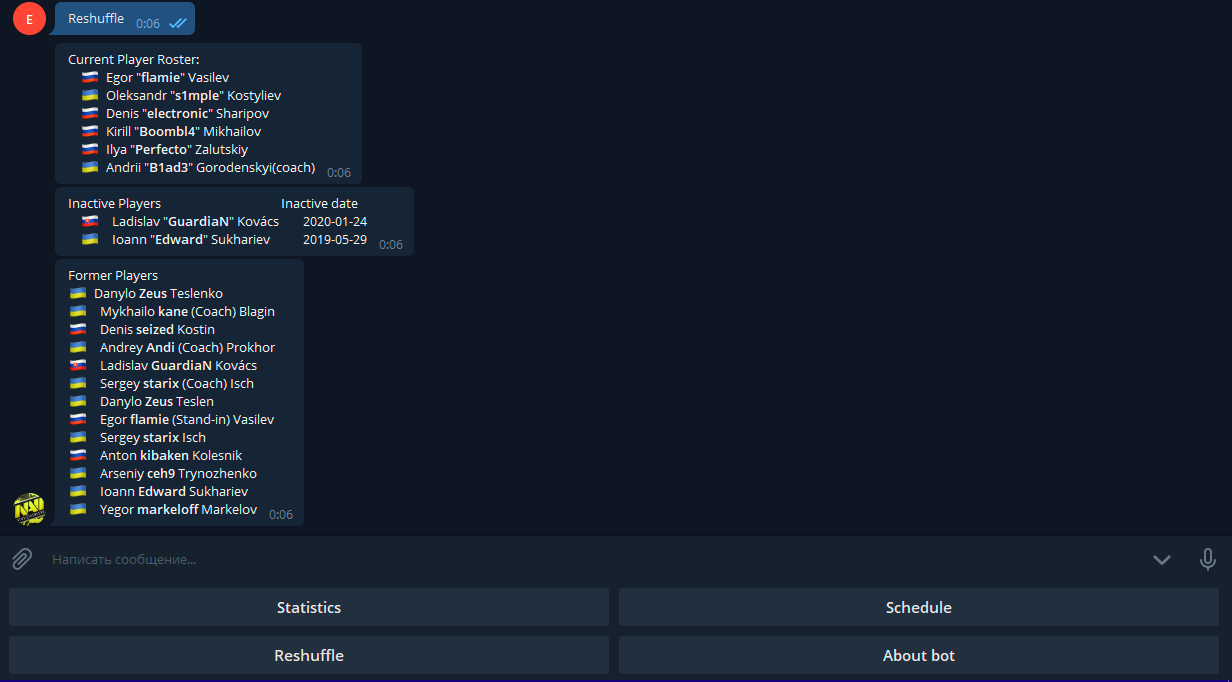 E
Reshuffle 0:06
Current Player Roster:
Egor "flamie" Vasilev
Oleksandr "s1mple" Kostyliev
Denis "electronic" Sharipov
Kirill "Boombl4" Mikhailov
Ilya "Perfecto" Zalutskiy
Andrii "B1ad3" Gorodenskyi(coach) 0:06
Inactive Players Inactive date
Ladislav "GuardiaN" Kovács 2020-01-24
Ioann "Edward" Sukhariev 2019-05-29 0:06
Former Players
Danylo Zeus Teslenko
Mykhailo kane (Coach) Blagin
Denis seized Kostin
Andrey Andi (Coach) Prokhor
Ladislav GuardiaN Kovács
Sergey starix (Coach) Isch
Danylo Zeus Teslen
Egor flamie (Stand-in) Vasilev
Sergey starix Isch
Anton kibaken Kolesnik
Arseniy ceh9 Trynozhenko
Ioann Edward Sukhariev
Yegor markeloff Markelov 0:06
NAVI
Написать сообщение...
Statistics Schedule
Reshuffle About bot